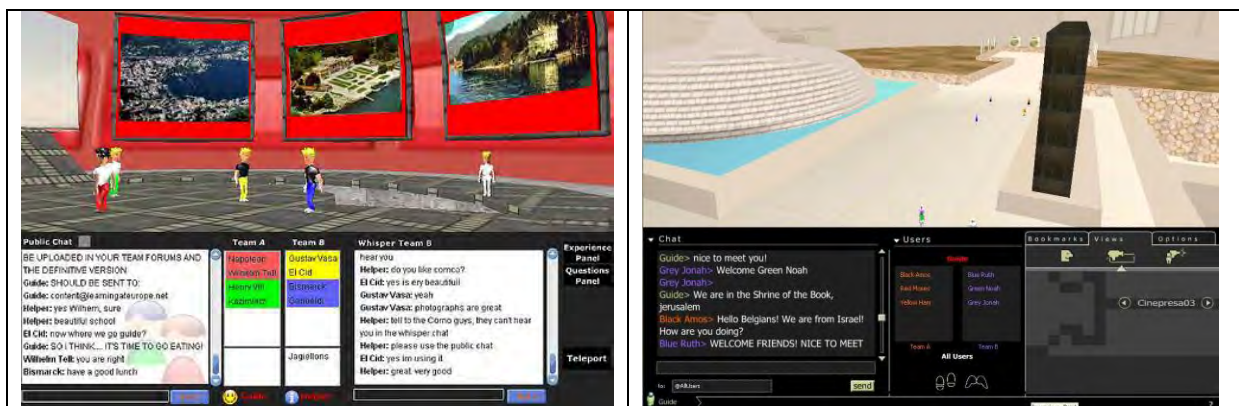 Public Chat
BE UPLOADED IN YOUR TEAM FORUMS AND
THE DEFINITIVE VERSION
Guide: SHOULD BE SENT TO:
Guide: content@learningateurope.net
Helper: yes Wilhem, sure
Helper: beautiful school
El Cid: now where we go guide?
Guide: SO I THINK.... IT'S TIME TO GO EATING!
Wilhelm Tell: you are right
Bismarck: have a good lunch
Team A
Napoleon
Wilhelm Tell
Henry VIII
Team B
Gustav Vasa
El Cid
Bismarck
Jagiellons
Guide
Helper
Whisper Team B
hear you
Helper: do you like como?
El Cid: yes is ery beautifull
Gustav Vasa: yeah
Gustav Vasa: photographs are great
Helper: tell to the Como guys, they can't hear
you in the whisper chat
Helper: please use the public chat
El Cid: yes im using it
Helper: great very good
Experience
Panel
Questions
Panel
Teleport
Chat
Guide> nice to meet you!
Grey Jonah> Welcome Green Noah
Grey Jonah>
Guide> We are in the Shrine of the Book,
jerusalem
Black Amos> Hello Belgians! We are from Israel!
How are you doing?
Blue Ruth> WELCOME FRIENDS! NICE TO MEET
for: @AllUsers
send
Guide
Users
Guide
Black Amos
Red Moses
Blue Ruth
Green Noah
Grey Jonah
Team A
Team B
All Users
Bookmarks
Views
Options
Cinepresa03
?